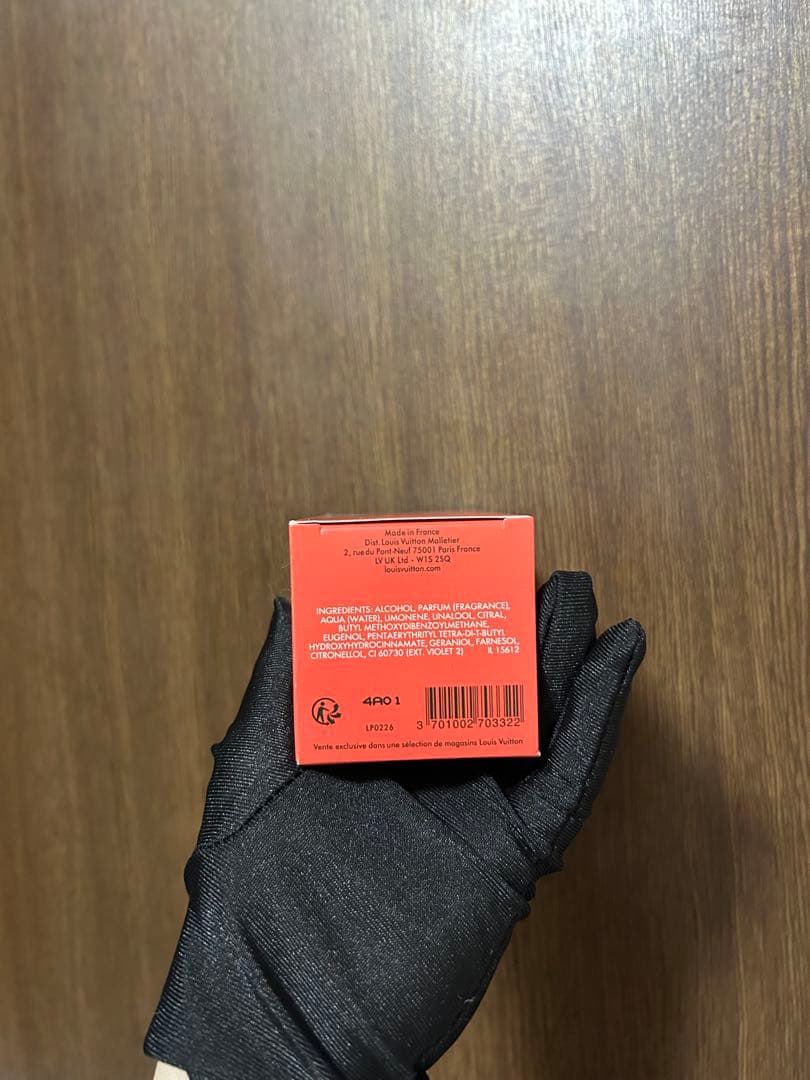 Made in France
Dist. Louis Vuitton Malletier
2, rue du Pont-Neuf 75001 Paris France
LV UK Ltd - W1S 2SQ
louisvuitton.com
INGREDIENTS: ALCOHOL, PARFUM (FRAGRANCE),
AQUA (WATER), LIMONENE, LINALOOL, CITRAL,
BUTYL METHOXYDIBENZOYLMETHANE,
EUGENOL, PENTAERYTHRITYL TETRA-DI-T-BUTYL
HYDROXYHYDROCINNAMATE, GERANIOL, FARNESOL,
CITRONELLOL, CI 60730 (EXT. VIOLET 2) IL 15612
4A01
LP0226
3 701002 703322
Vente exclusive dans une sélection de magasins Louis Vuitton